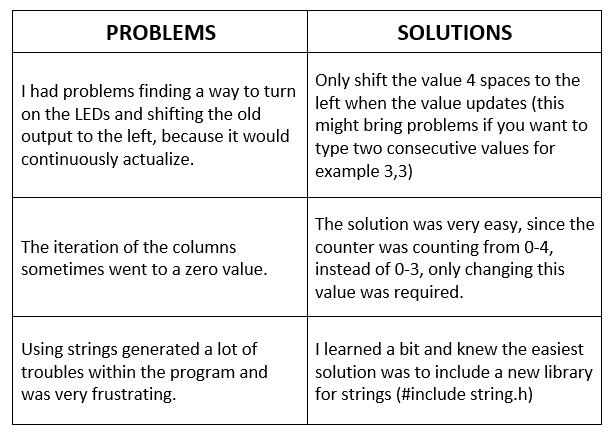 PROBLEMS
SOLUTIONS
I had problems finding a way to turn
on the LEDs and shifting the old
output to the left, because it would
continuously actualize.
Only shift the value 4 spaces to the
left when the value updates (this
might bring problems if you want to
type two consecutive values for
example 3,3)
The iteration of the columns
sometimes went to a zero value.
The solution was very easy, since the
counter was counting from 0-4,
instead of 0-3, only changing this
value was required.
Using strings generated a lot of
troubles within the program and
was very frustrating.
I learned a bit and knew the easiest
solution was to include a new library
for strings (#include string.h)